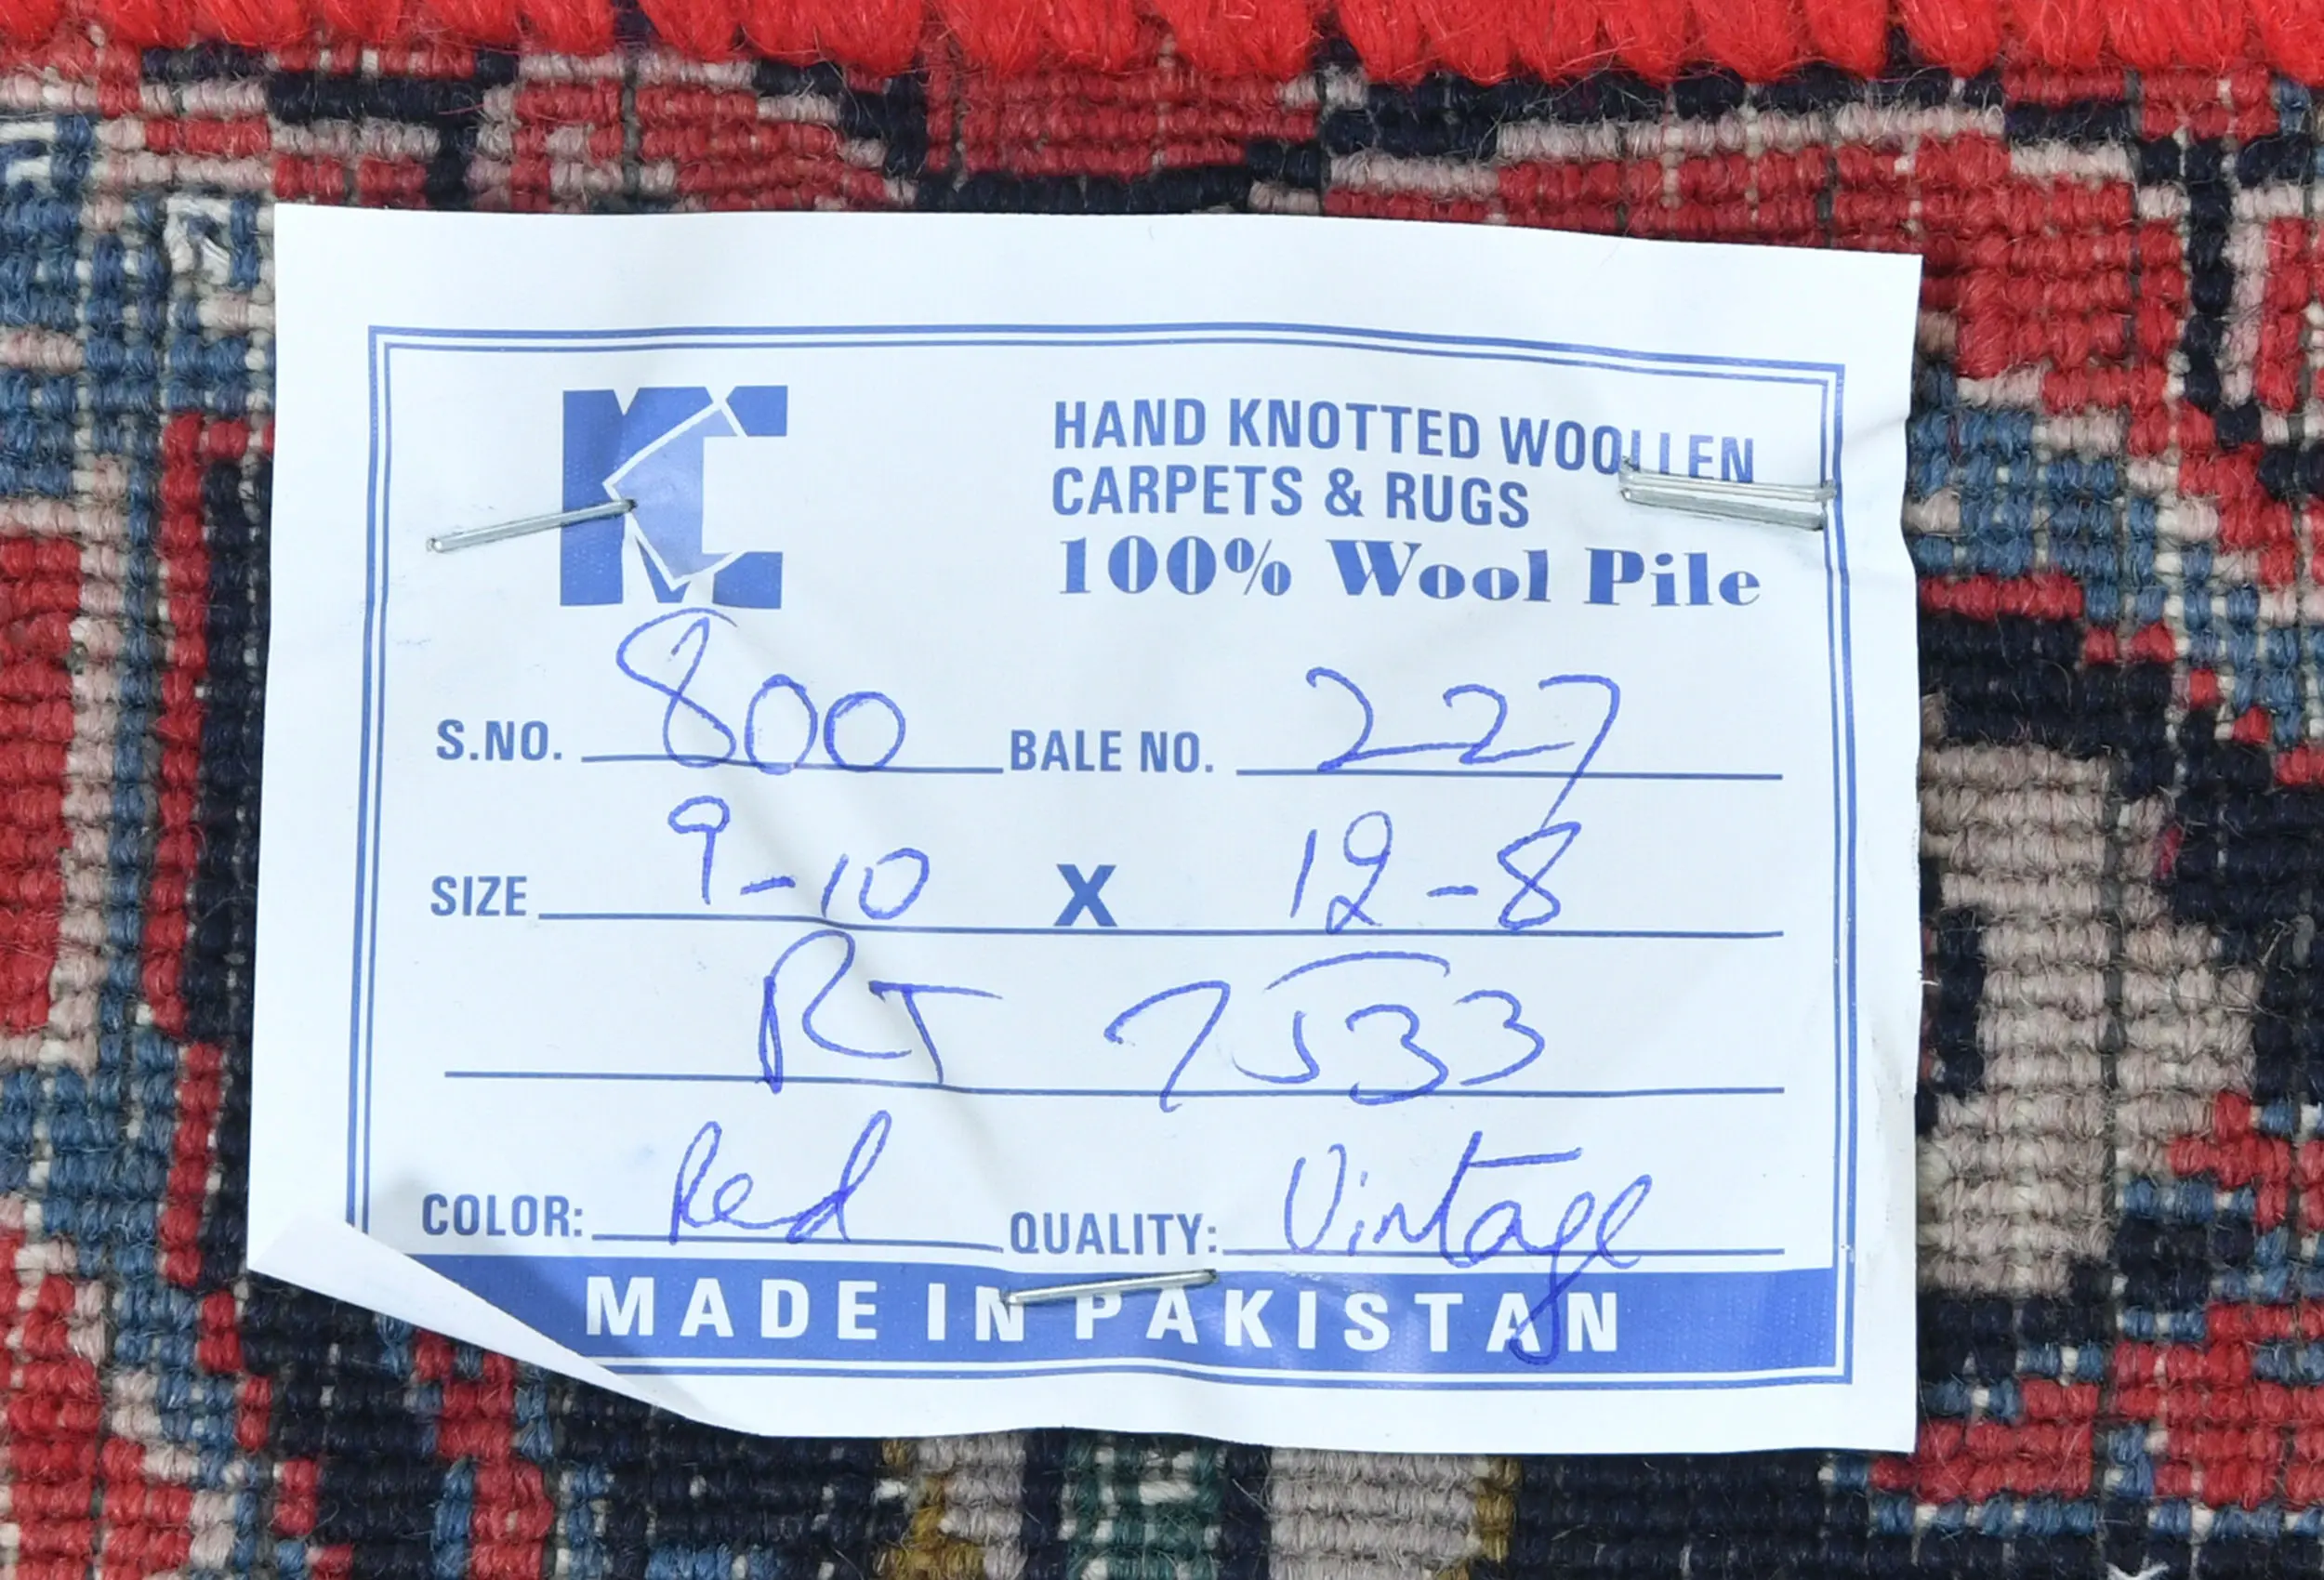 KC
HAND KNOTTED WOOLLEN
CARPETS & RUGS
100% Wool Pile
S.NO. 800 BALE NO. 227
SIZE 9-10 X 12-8
RT 7533
COLOR: Red QUALITY: Vintage
MADE IN PAKISTAN